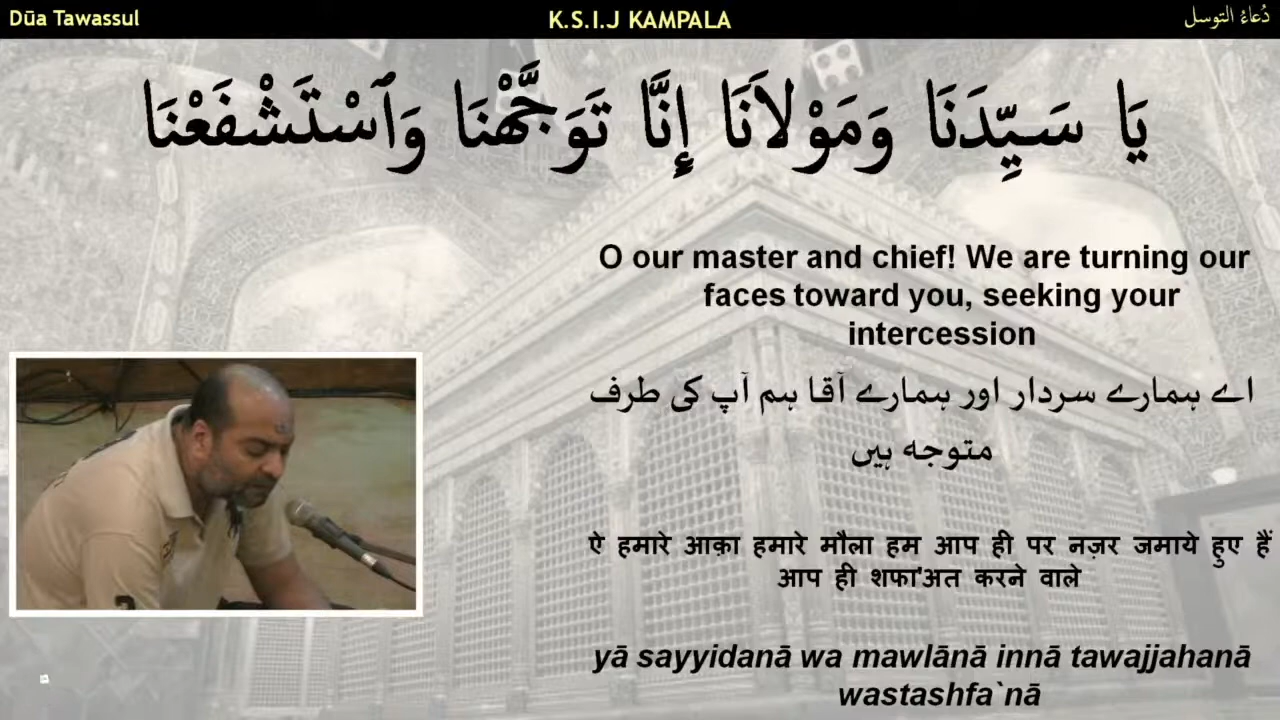 Dūa Tawassul
K.S.I.J KAMPALA
دُعاءُ التوسل
يَا سَيِّدَنَا وَمَوْلاَنَا إِنَّا تَوَجَّهْنَا وَٱسْتَشْفَعْنَا
O our master and chief! We are turning our
faces toward you, seeking your
intercession
اے ہمارے سردار اور ہمارے آقا ہم آپ کی طرف
متوجہ ہیں
ऐ हमारे आक़ा हमारे मौला हम आप ही पर नज़र जमाये हुए हैं
आप ही शफा'अत करने वाले
yā sayyidanā wa mawlānā innā tawajjahanā
wastashfa`nā